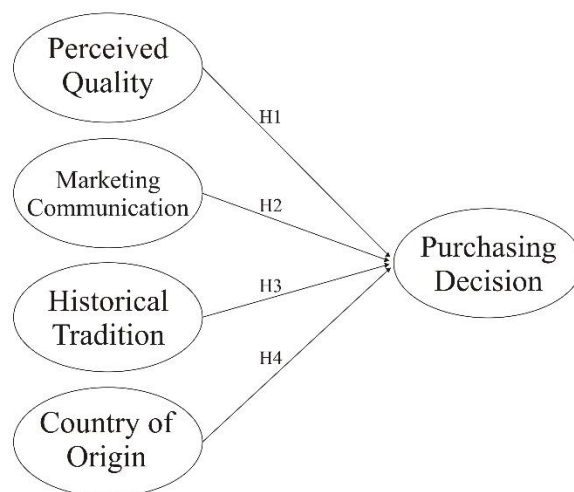 Perceived
Quality
H1
Marketing
Communication
H2
Purchasing
Decision
Historical
Tradition
H3
H4
Country of
Origin